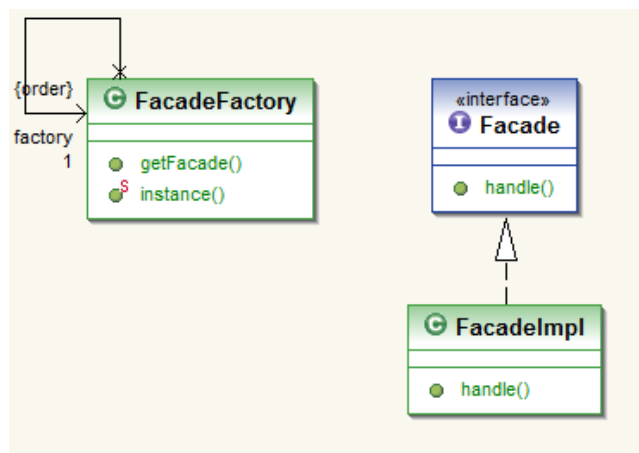 {order}
FacadeFactory
factory
1
getFacade()
S
instance()
«interface»
I
Facade
handle()
C
FacadeImpl
handle()